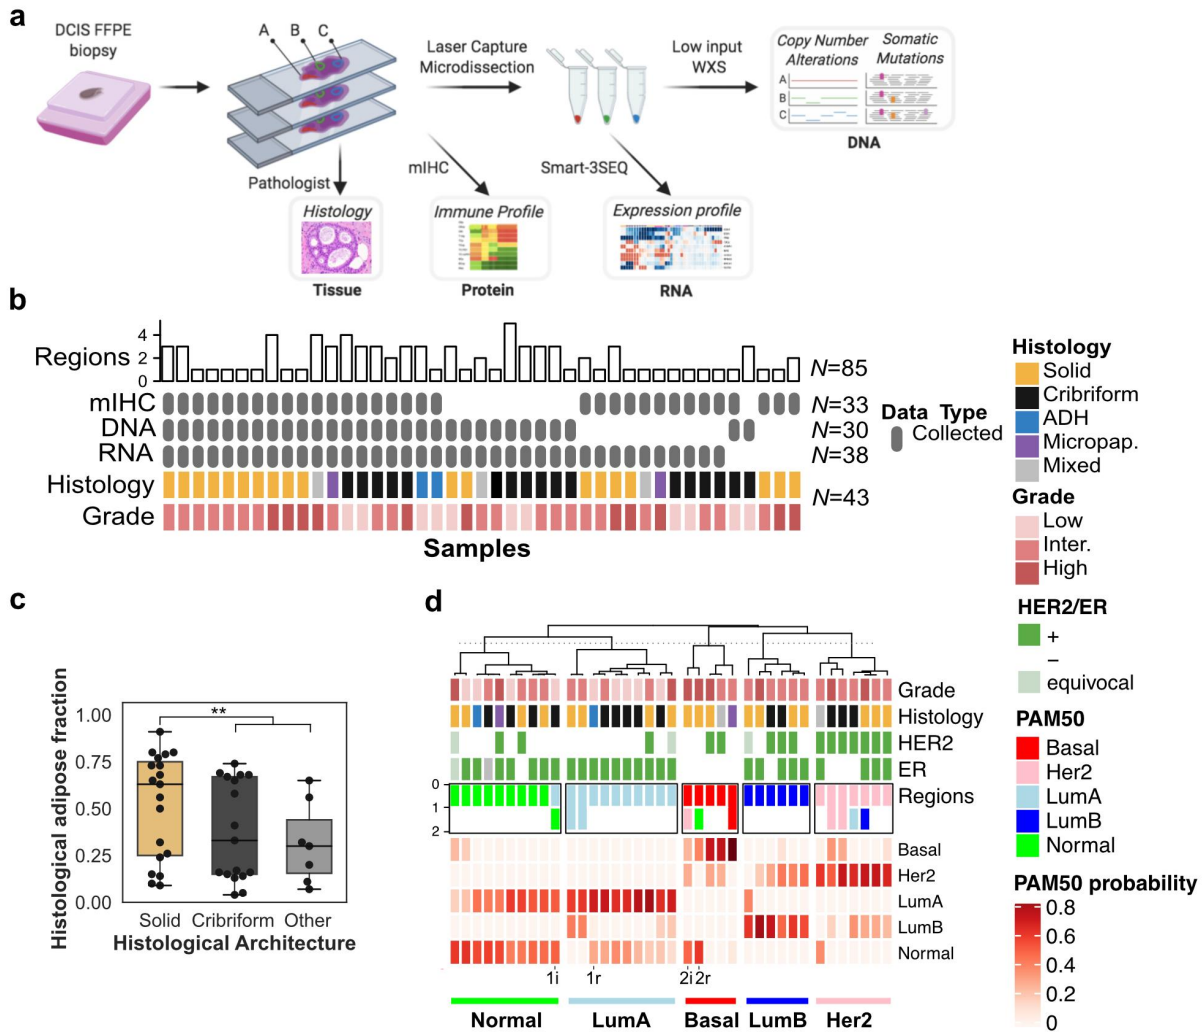 a
DCIS FFPE
biopsy
A B C
Laser Capture
Microdissection
Low input
WXS
Copy Number
Alterations
Somatic
Mutations
A
B
C
DNA
Pathologist
mIHC
Smart-3SEQ
Histology
Tissue
Immune Profile
Protein
Expression profile
RNA
b
4
2
0
Regions
N=85
mIHC
N=33
DNA
N=30
RNA
N=38
Histology
N=43
Grade
Samples
Data Type
Collected
Histology
Solid
Cribriform
ADH
Micropap.
Mixed
Grade
Low
Inter.
High
HER2/ER
+
−
equivocal
PAM50
Basal
Her2
LumA
LumB
Normal
PAM50 probability
0.8
0.6
0.4
0.2
0
c
Histological adipose fraction
1.00
0.75
0.50
0.25
0.00
**
Solid Cribriform Other
Histological Architecture
d
Grade
Histology
HER2
ER
0
1
2
Regions
Basal
Her2
LumA
LumB
Normal
1i 1r 2i 2r
Normal LumA Basal LumB Her2